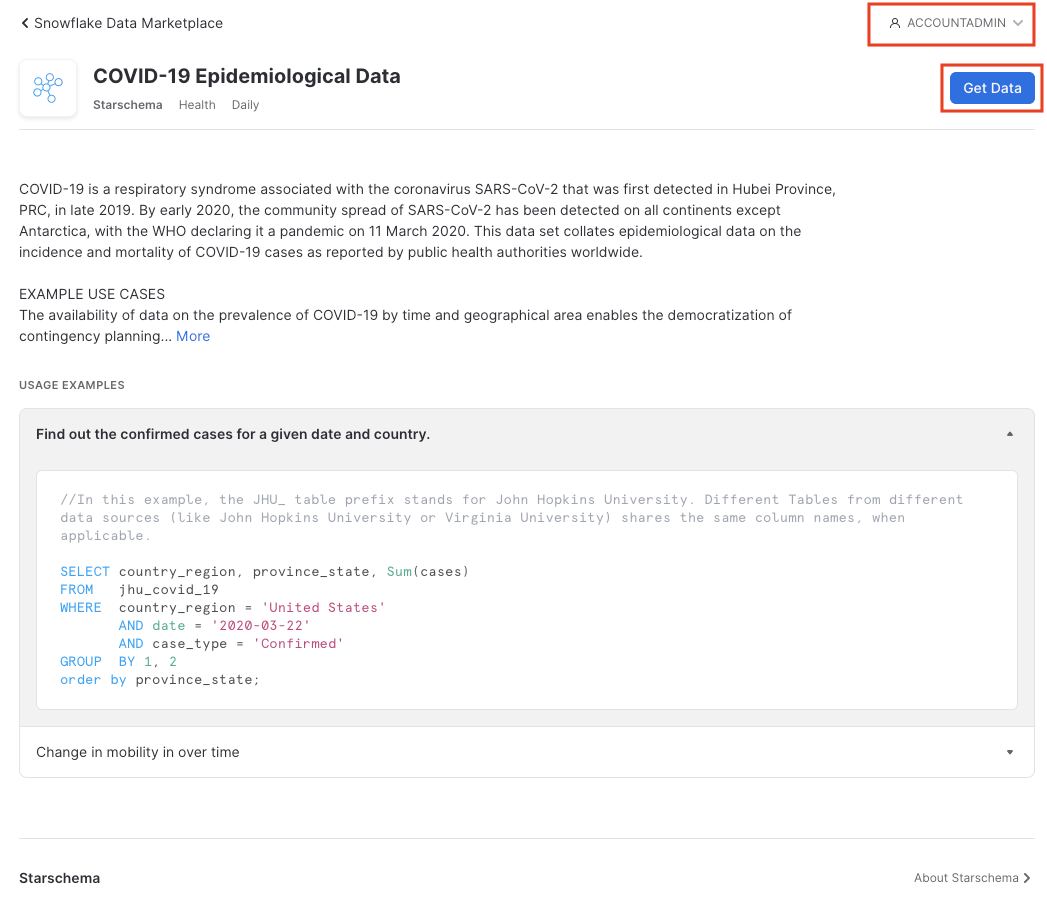 Snowflake Data Marketplace
ACCOUNTADMIN
COVID-19 Epidemiological Data
Starschema Health Daily
Get Data
COVID-19 is a respiratory syndrome associated with the coronavirus SARS-CoV-2 that was first detected in Hubei Province,
PRC, in late 2019. By early 2020, the community spread of SARS-CoV-2 has been detected on all continents except
Antarctica, with the WHO declaring it a pandemic on 11 March 2020. This data set collates epidemiological data on the
incidence and mortality of COVID-19 cases as reported by public health authorities worldwide.
EXAMPLE USE CASES
The availability of data on the prevalence of COVID-19 by time and geographical area enables the democratization of
contingency planning... More
USAGE EXAMPLES
Find out the confirmed cases for a given date and country.
//In this example, the JHU_ table prefix stands for John Hopkins University. Different Tables from different
data sources (like John Hopkins University or Virginia University) shares the same column names, when
applicable.
SELECT country_region, province_state, Sum(cases)
FROM jhu_covid_19
WHERE country_region = 'United States'
AND date = '2020-03-22'
AND case_type = 'Confirmed'
GROUP BY 1, 2
order by province_state;
Change in mobility in over time
Starschema
About Starschema